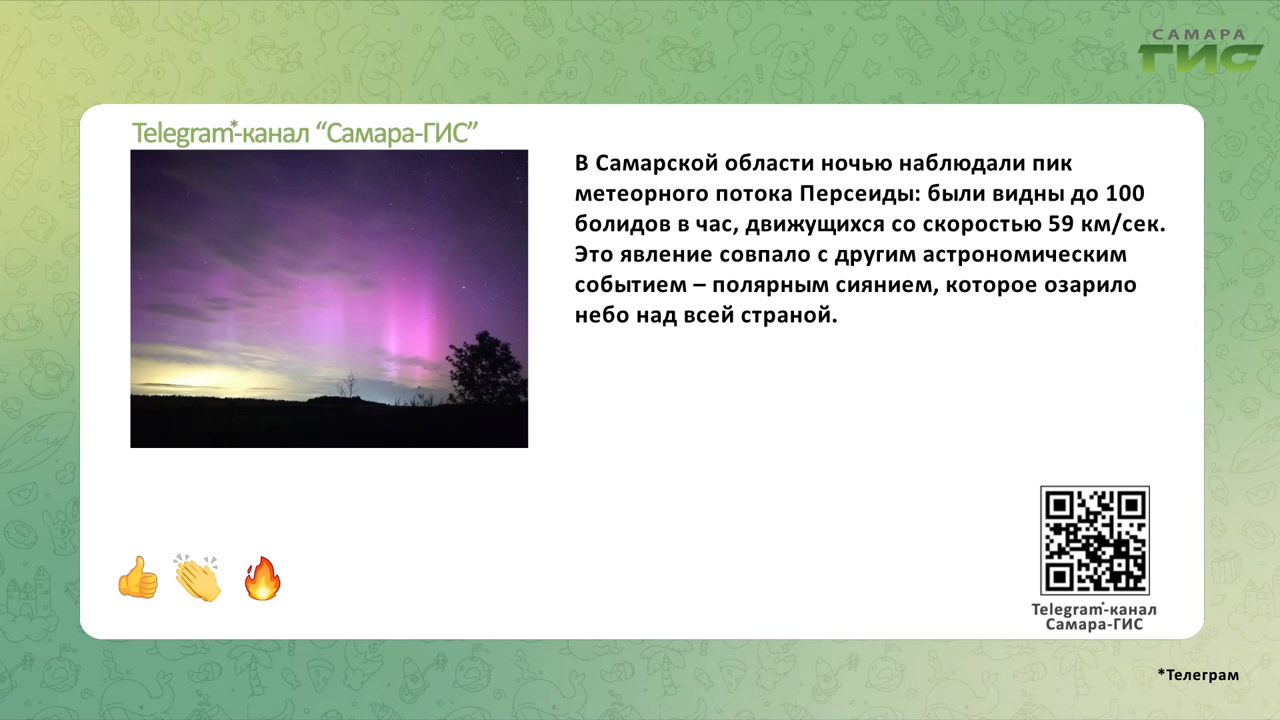 САМАРА
ГИС
Telegram*-канал “Самара-ГИС”
В Самарской области ночью наблюдали пик
метеорного потока Персеиды: были видны до 100
болидов в час, движущихся со скоростью 59 км/сек.
Это явление совпало с другим астрономическим
событием – полярным сиянием, которое озарило
небо над всей страной.
Telegram*-канал
Самара-ГИС
*Телеграм